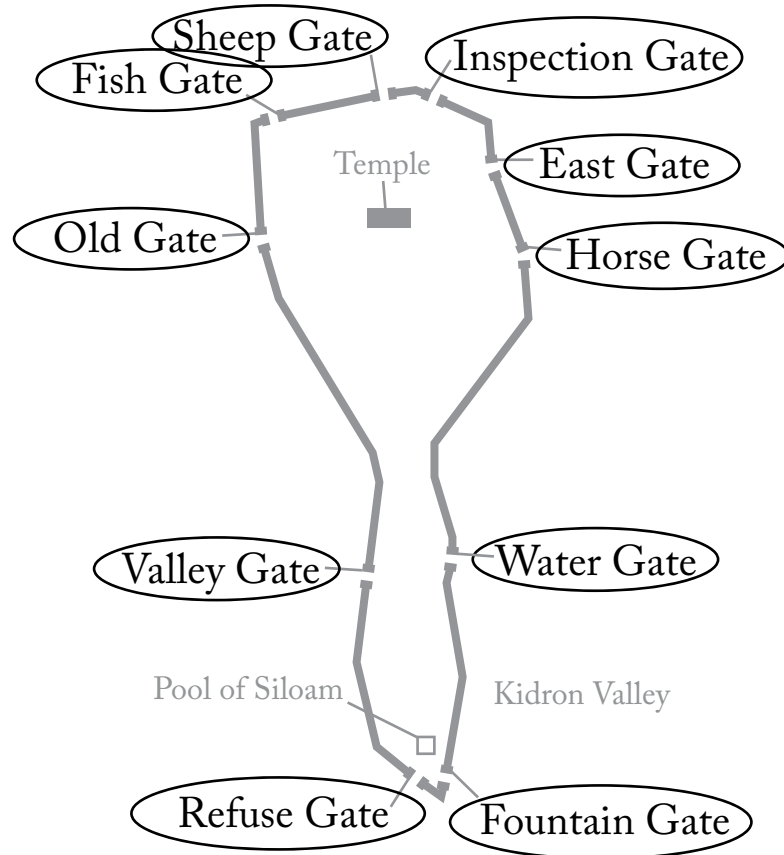 Sheep Gate
Inspection Gate
Fish Gate
Temple
East Gate
Old Gate
Horse Gate
Valley Gate
Water Gate
Pool of Siloam
Kidron Valley
Refuse Gate
Fountain Gate